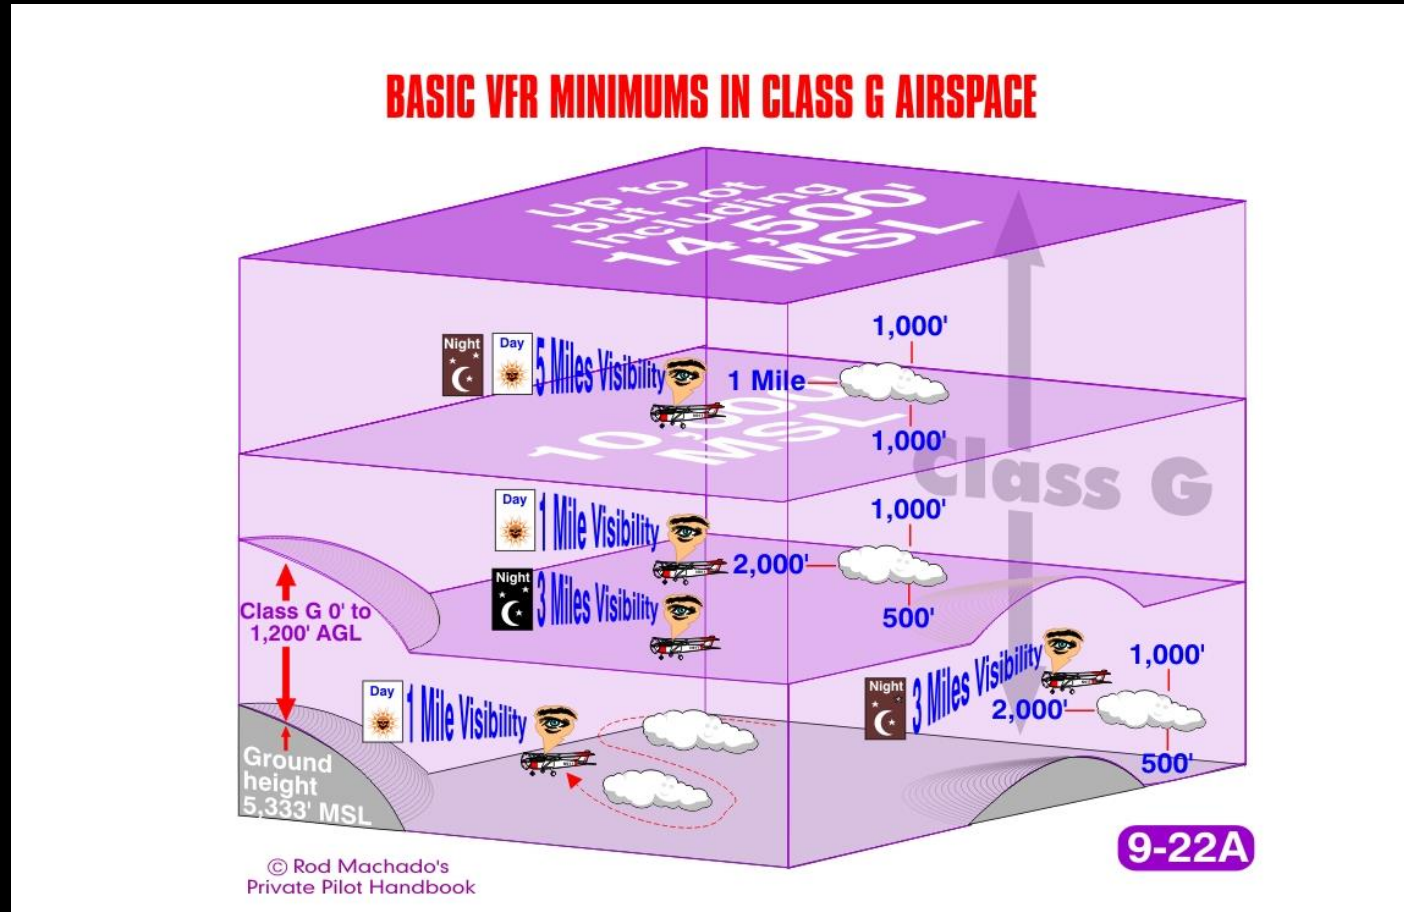 BASIC VFR MINIMUMS IN CLASS G AIRSPACE
Up to
but not
Including
14,500'
MSL
Night
Day
5 Miles Visibility
1,000'
1 Mile
1,000'
10,000'
MSL
Class G
Day
1 Mile Visibility
Night
3 Miles Visibility
1,000'
2,000'
500'
Class G 0' to
1,200' AGL
Day
1 Mile Visibility
Night
3 Miles Visibility
1,000'
2,000'
500'
Ground
height
5,333' MSL
9-22A
© Rod Machado's
Private Pilot Handbook